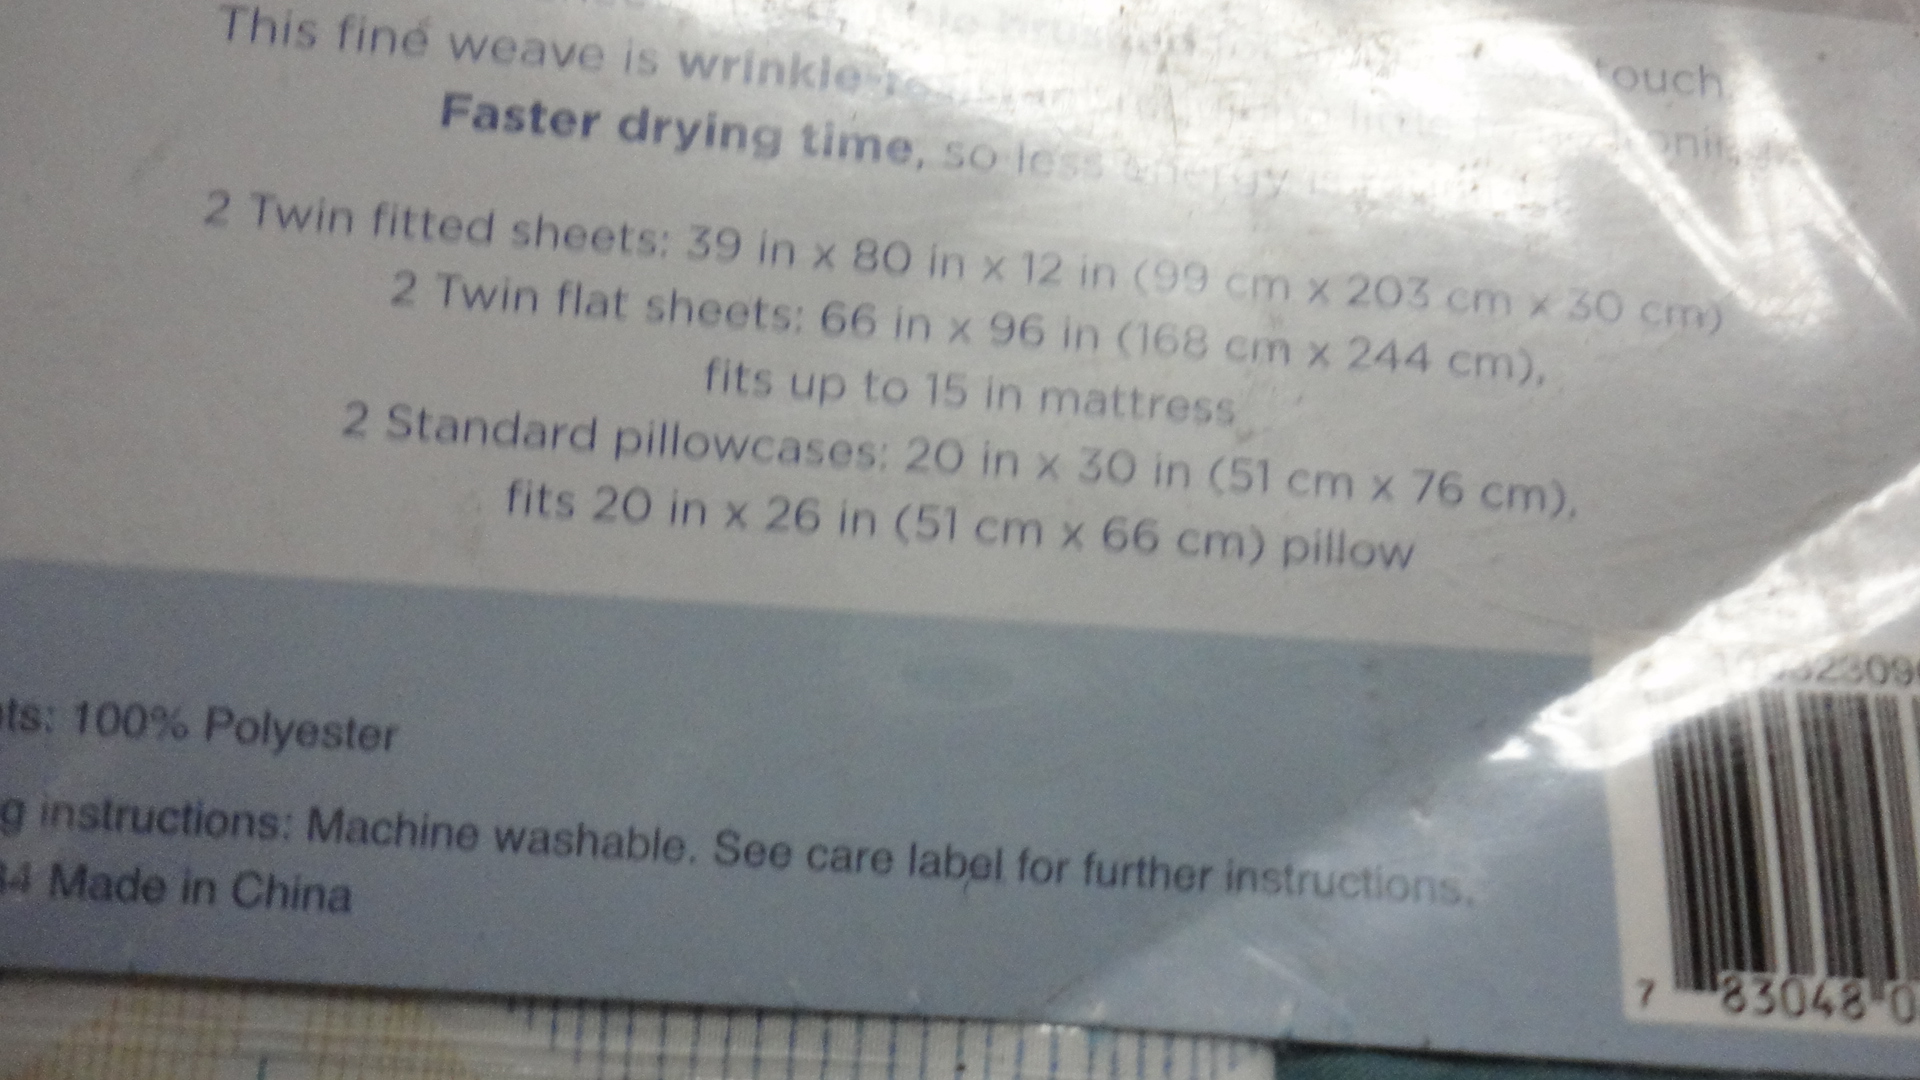 touch
This fine weave is wrinkle-
Faster drying time, so less energy
2 Twin fitted sheets: 39 in x 80 in x 12 in (99 cm x 203 cm x 30 cm)
2 Twin flat sheets: 66 in x 96 in (168 cm x 244 cm),
fits up to 15 in mattress
2 Standard pillowcases: 20 in x 30 in (51 cm x 76 cm),
fits 20 in x 26 in (51 cm x 66 cm) pillow
ts: 100% Polyester
g instructions: Machine washable. See care label for further instructions.
84 Made in China
7 83048 0